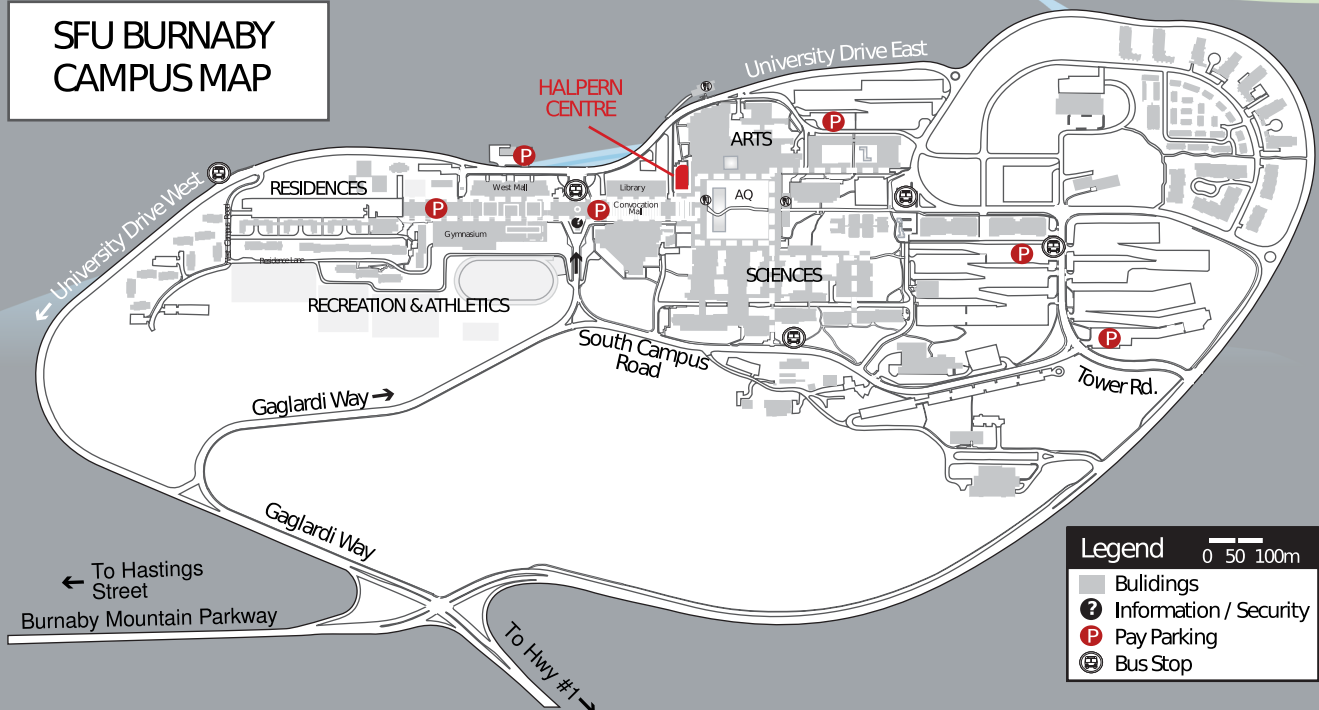 SFU BURNABY
CAMPUS MAP
HALPERN
CENTRE
University Drive East
P
ARTS
P
University Drive West
RESIDENCES
West Mall
Library
AQ
P
P
Convocation
Mall
?
Gymnasium
P
Residence Lane
SCIENCES
RECREATION & ATHLETICS
South Campus
Road
P
Tower Rd.
Gaglardi Way
Gaglardi Way
To Hastings
Street
Burnaby Mountain Parkway
To Hwy #1
Legend
0 50 100m
Bulidings
? Information / Security
P Pay Parking
Bus Stop